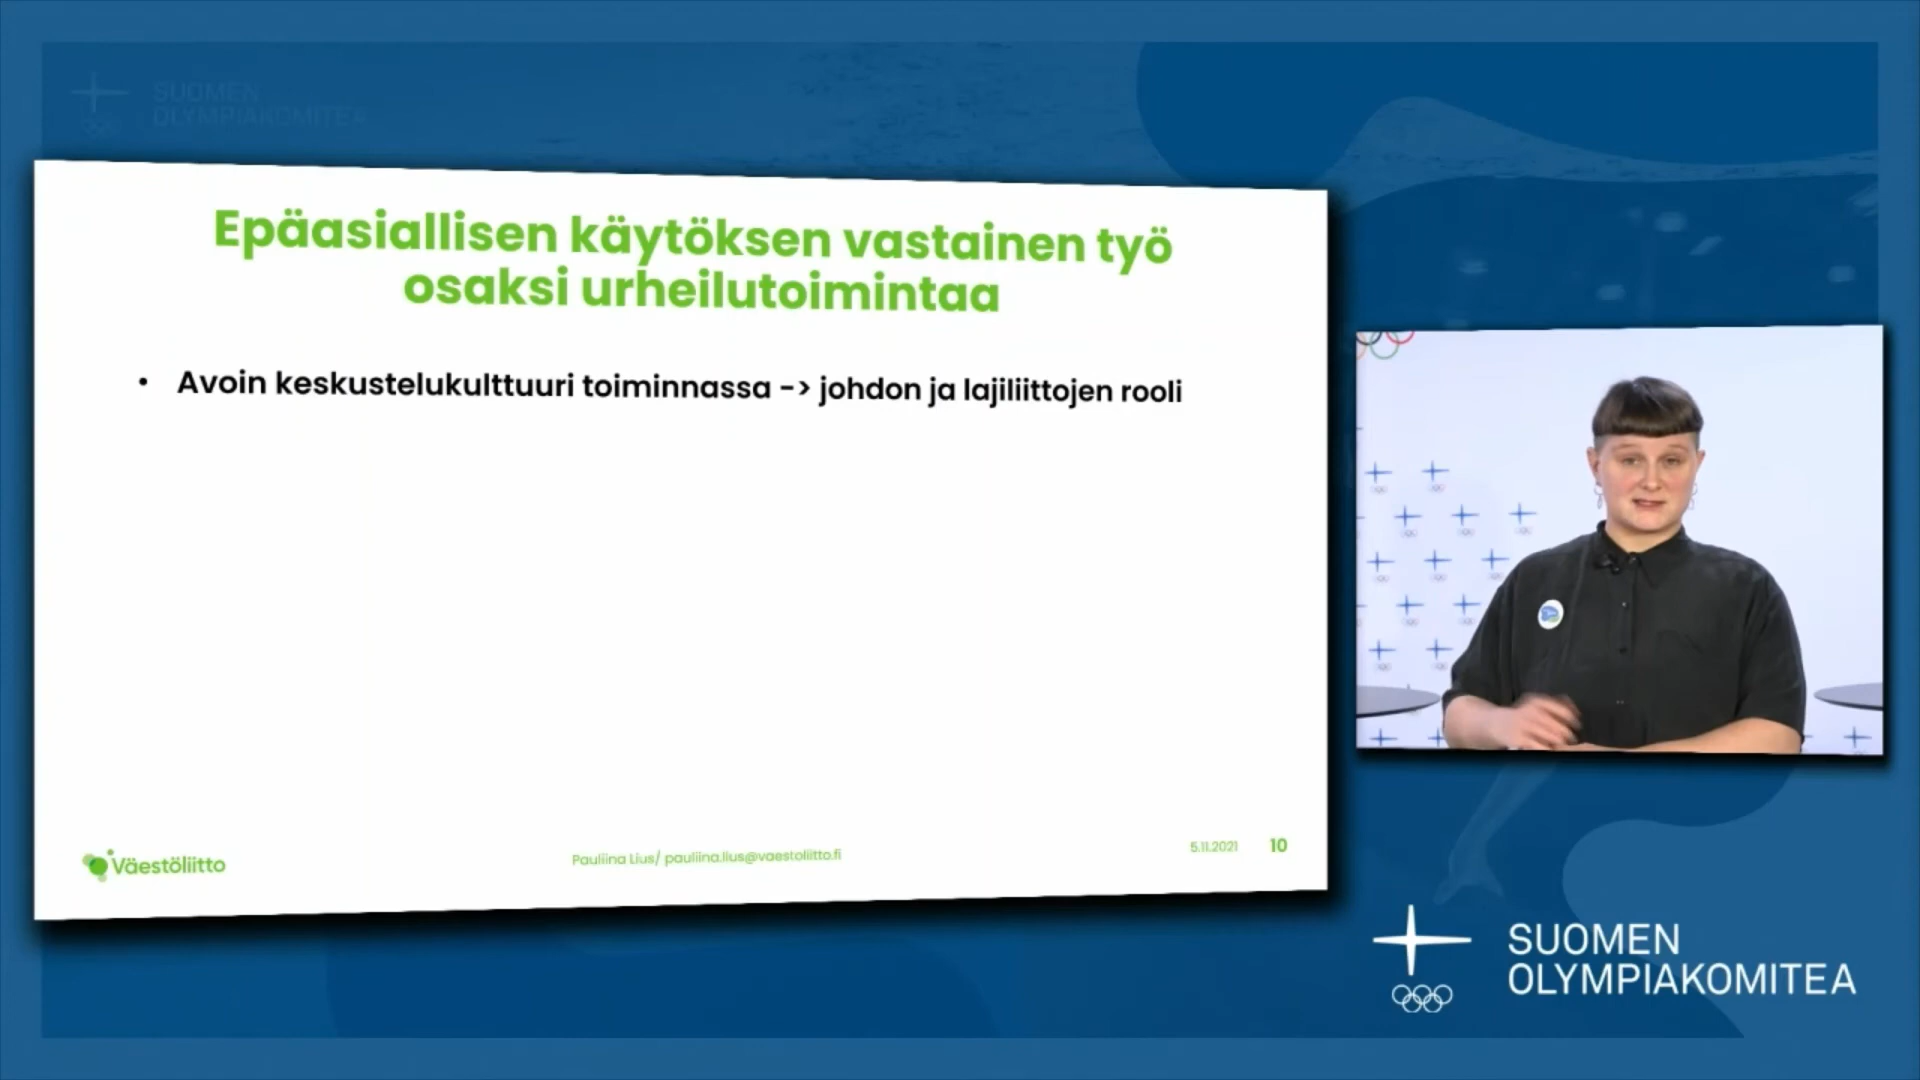 SUOMEN
OLYMPIAKOMITEA
Epäasiallisen käytöksen vastainen työ
osaksi urheilutoimintaa
• Avoin keskustelukulttuuri toiminnassa -> johdon ja lajiliittojen rooli
Väestöliitto
Pauliina Lius/ pauliina.lius@vaestoliitto.fi
5.11.2021
10
SUOMEN
OLYMPIAKOMITEA